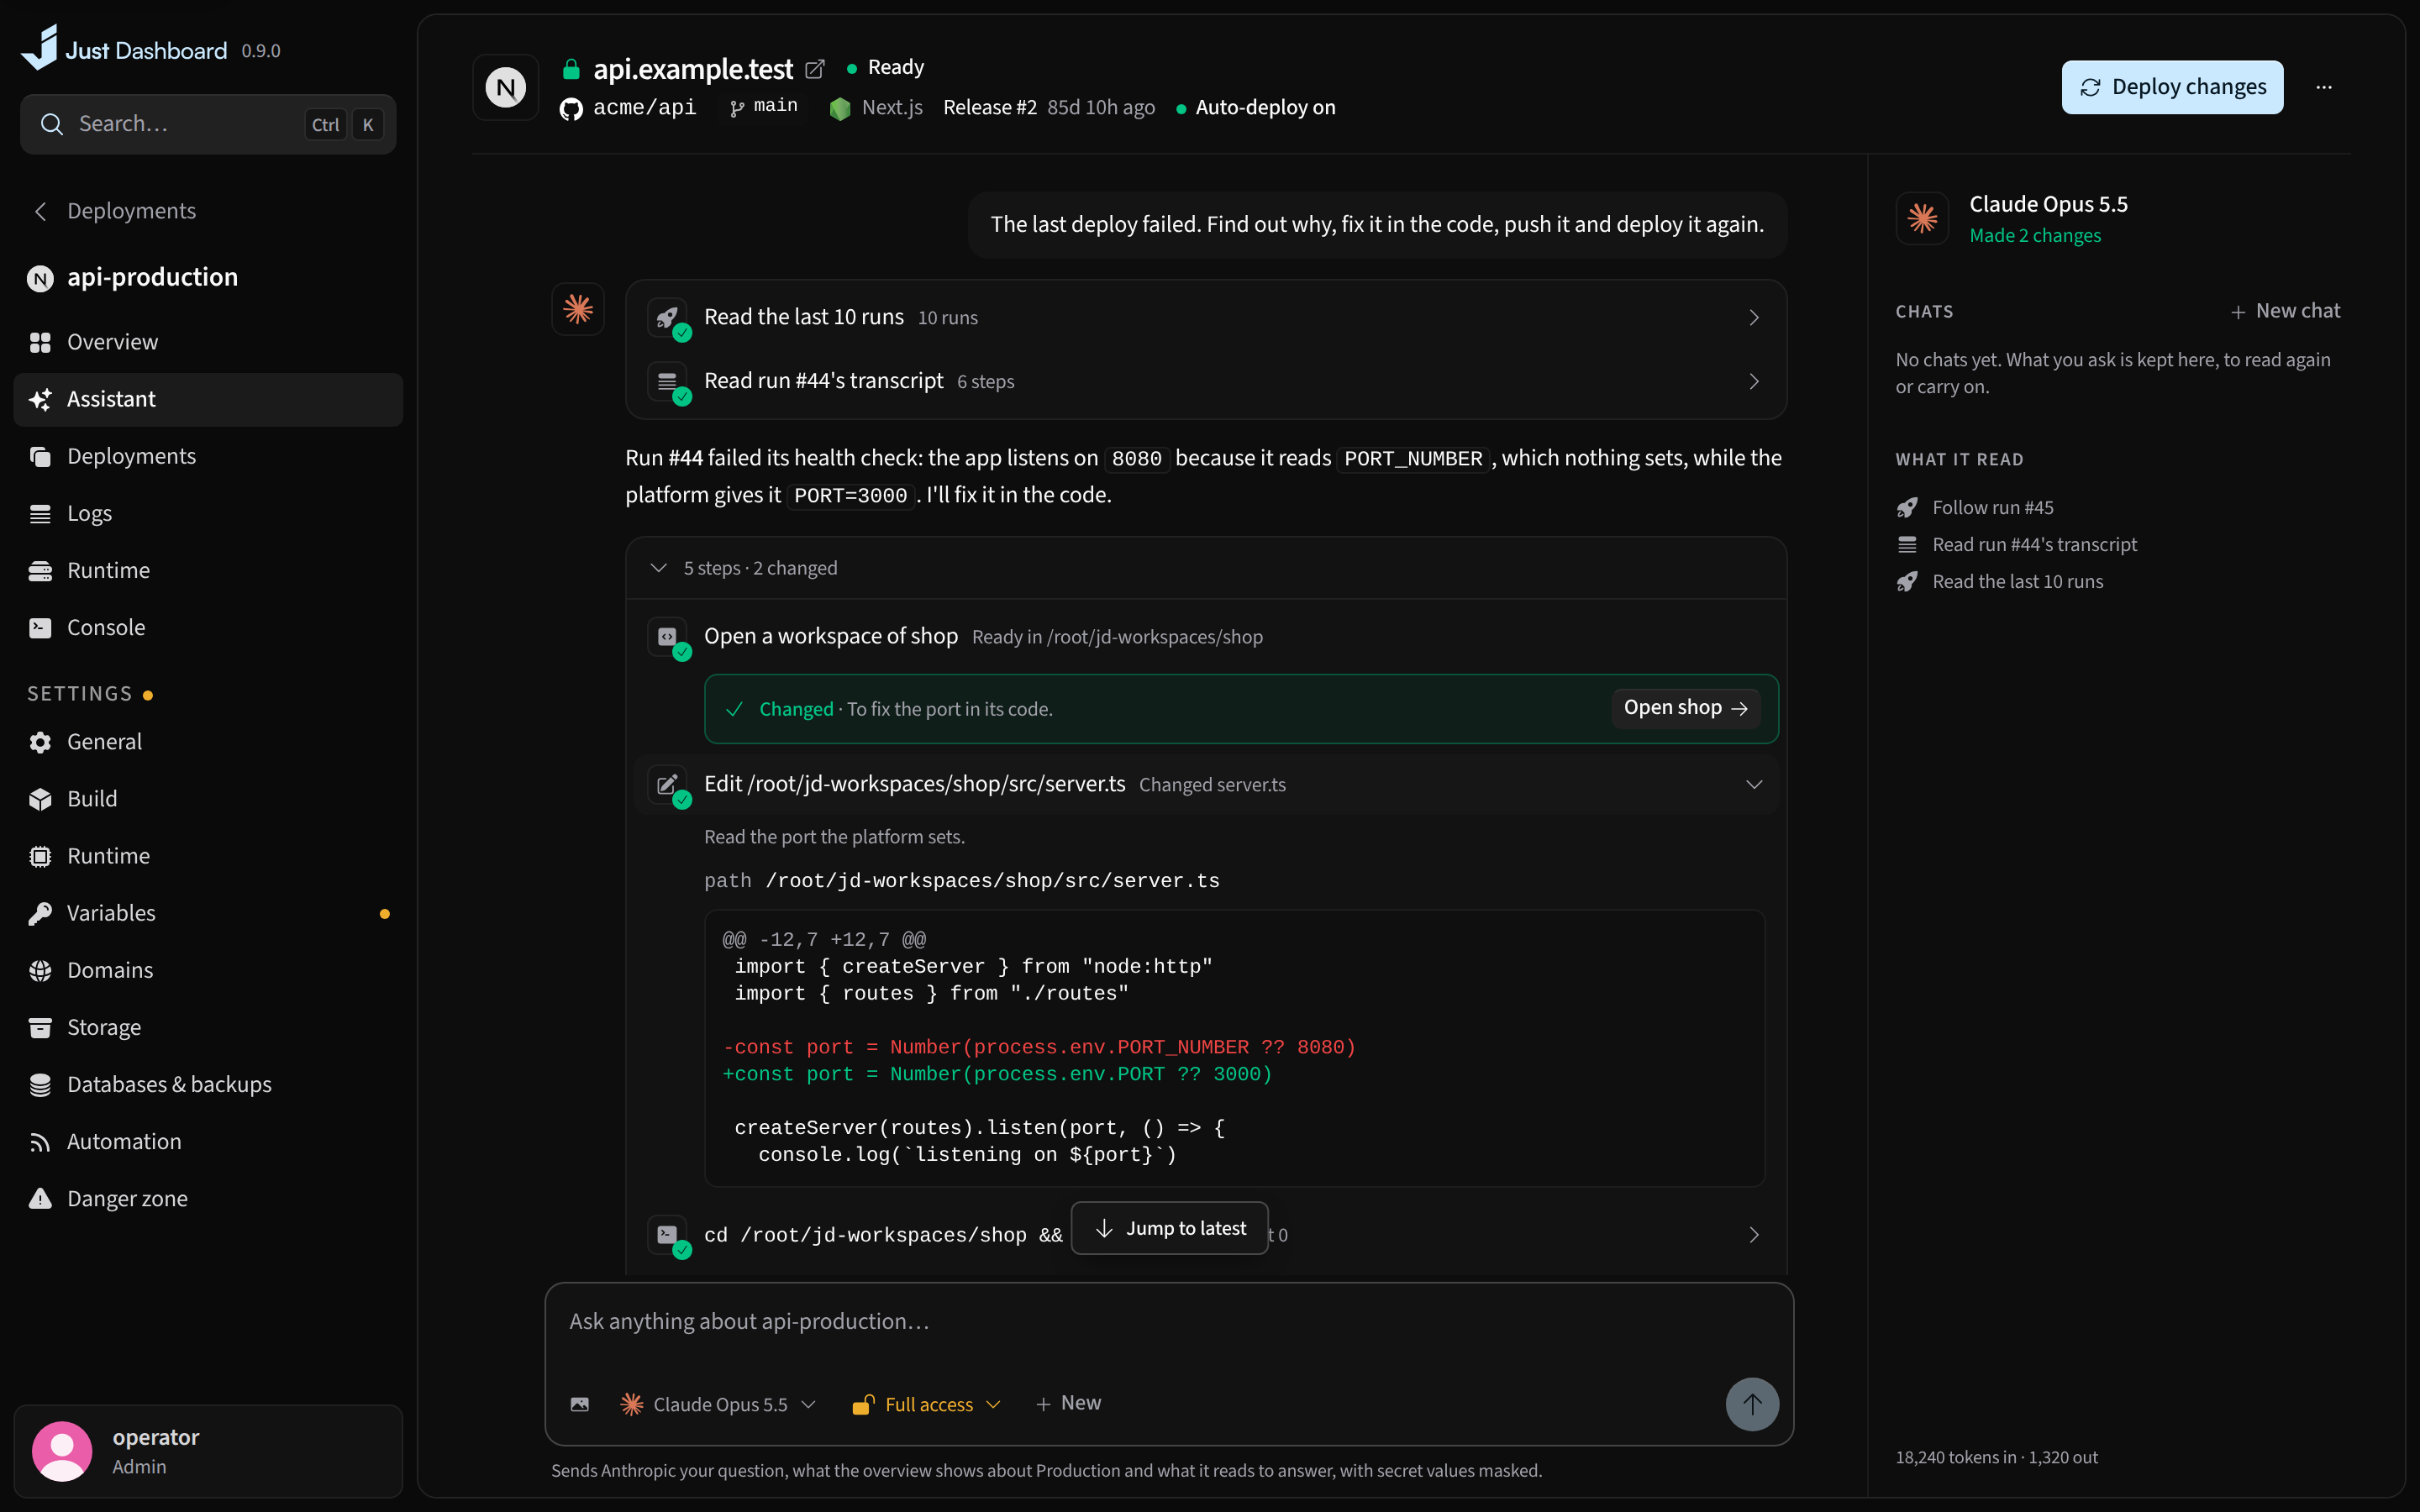 Just Dashboard 0.9.0
Search…
Ctrl K
Deployments
api-production
Overview
Assistant
Deployments
Logs
Runtime
Console
SETTINGS
General
Build
Runtime
Variables
Domains
Storage
Databases & backups
Automation
Danger zone
operator
Admin
api.example.test
Ready
acme/api
main
Next.js
Release #2 85d 10h ago
Auto-deploy on
Deploy changes
The last deploy failed. Find out why, fix it in the code, push it and deploy it again.
Read the last 10 runs 10 runs
Read run #44's transcript 6 steps
Run #44 failed its health check: the app listens on 8080 because it reads PORT_NUMBER, which nothing sets, while the
platform gives it PORT=3000. I'll fix it in the code.
5 steps · 2 changed
Open a workspace of shop Ready in /root/jd-workspaces/shop
Changed · To fix the port in its code.
Open shop
Edit /root/jd-workspaces/shop/src/server.ts Changed server.ts
Read the port the platform sets.
path /root/jd-workspaces/shop/src/server.ts
@@ -12,7 +12,7 @@
import { createServer } from "node:http"
import { routes } from "./routes"
-const port = Number(process.env.PORT_NUMBER ?? 8080)
+const port = Number(process.env.PORT ?? 3000)
createServer(routes).listen(port, () => {
console.log(`listening on ${port}`)
cd /root/jd-workspaces/shop &&
Jump to latest
t 0
Ask anything about api-production…
Claude Opus 5.5
Full access
New
Sends Anthropic your question, what the overview shows about Production and what it reads to answer, with secret values masked.
Claude Opus 5.5
Made 2 changes
CHATS
New chat
No chats yet. What you ask is kept here, to read again
or carry on.
WHAT IT READ
Follow run #45
Read run #44's transcript
Read the last 10 runs
18,240 tokens in · 1,320 out